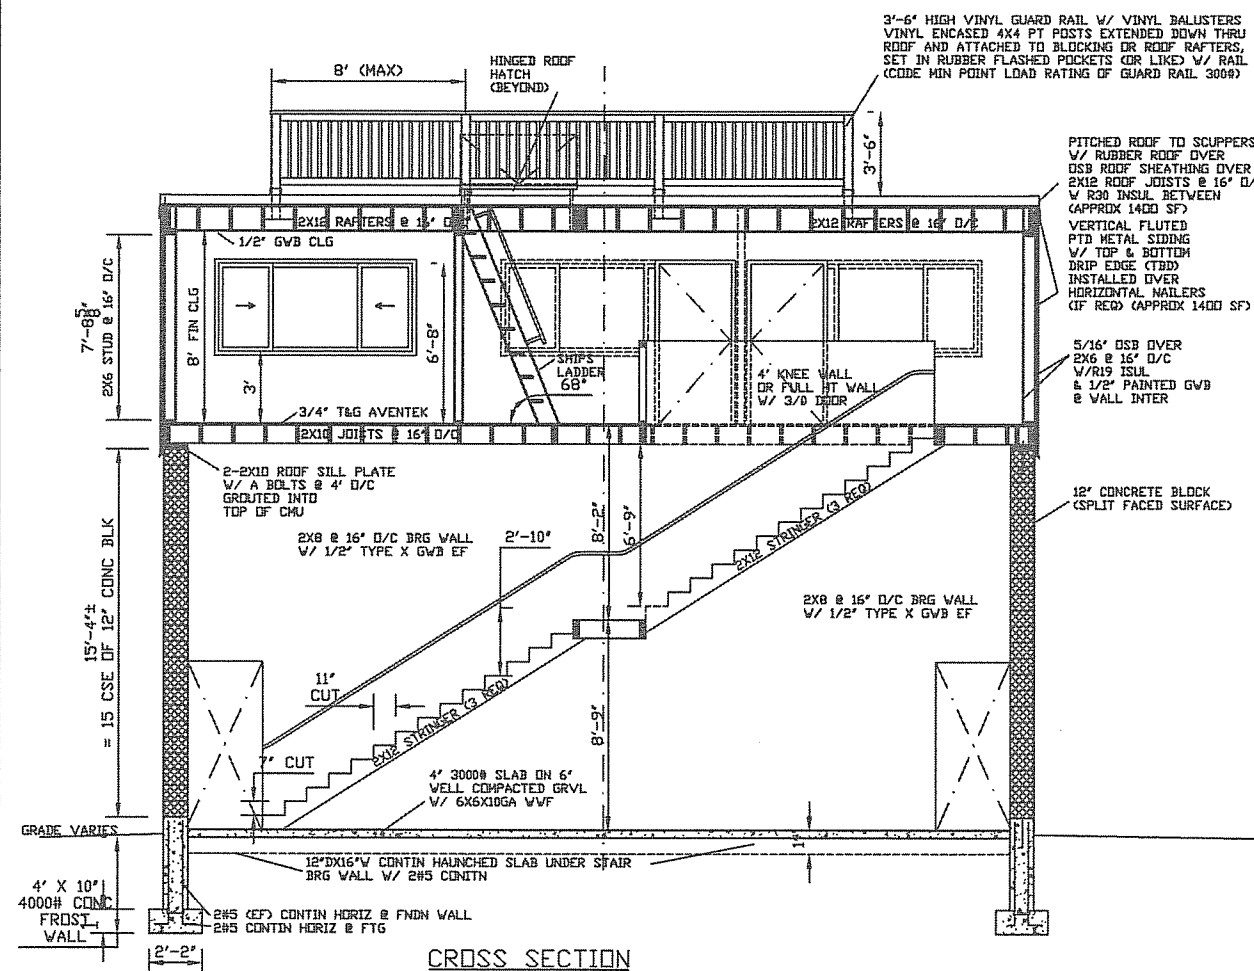 3'-6" HIGH VINYL GUARD RAIL W/ VINYL BALUSTERS
VINYL ENCASED 4X4 PT POSTS EXTENDED DOWN THRU
ROOF AND ATTACHED TO BLOCKING OR ROOF RAFTERS,
SET IN RUBBER FLASHED POCKETS (OR LIKE) W/ RAIL
(CODE MIN POINT LOAD RATING OF GUARD RAIL 300#)
8' (MAX)
HINGED ROOF
HATCH
(BEYOND)
3'-6"
PITCHED ROOF TO SCUPPERS
W/ RUBBER ROOF OVER
OSB ROOF SHEATHING OVER
2X12 ROOF JOISTS @ 16" O/
W R30 INSUL BETWEEN
(APPROX 1400 SF)
VERTICAL FLUTED
PTD METAL SIDING
W/ TOP & BOTTOM
DRIP EDGE (TBD)
INSTALLED OVER
HORIZONTAL NAILERS
(IF REQ) (APPROX 1400 SF)
2X12 RAFTERS @ 16" O/C
2X12 RAFTERS @ 16" O/C
1/2" GWB CLG
7'-8 5/8"
2X6 STUD @ 16" O/C
8' FIN CLG
3'
6'-8"
SHIPS
LADDER
68°
4' KNEE WALL
OR FULL HT WALL
W/ 3/0 DOOR
5/16" OSB OVER
2X6 @ 16" O/C
W/R19 ISUL
& 1/2" PAINTED GWB
@ WALL INTER
3/4" T&G AVENTEK
2X10 JOISTS @ 16" O/C
2-2X10 ROOF SILL PLATE
W/ A BOLTS @ 4' O/C
GROUTED INTO
TOP OF CMU
12" CONCRETE BLOCK
(SPLIT FACED SURFACE)
2X8 @ 16" O/C BRG WALL
W/ 1/2" TYPE X GWB EF
2'-10"
8'-2"
6'-9"
2X12 STRINGER (3 REQ)
2X8 @ 16" O/C BRG WALL
W/ 1/2" TYPE X GWB EF
15'-4"±
= 15 CSE OF 12" CONC BLK
11"
CUT
2X12 STRINGER (3 REQ)
8'-9"
7" CUT
4" 3000# SLAB ON 6"
WELL COMPACTED GRVL
W/ 6X6X10GA WWF
GRADE VARIES
1'
12"DX16"W CONTIN HAUNCHED SLAB UNDER STAIR
BRG WALL W/ 2#5 CONITN
4' X 10"
4000# CONC
FROST
WALL
1'
2#5 (EF) CONTIN HORIZ @ FNDN WALL
2#5 CONTIN HORIZ @ FTG
2'-2"
CROSS SECTION